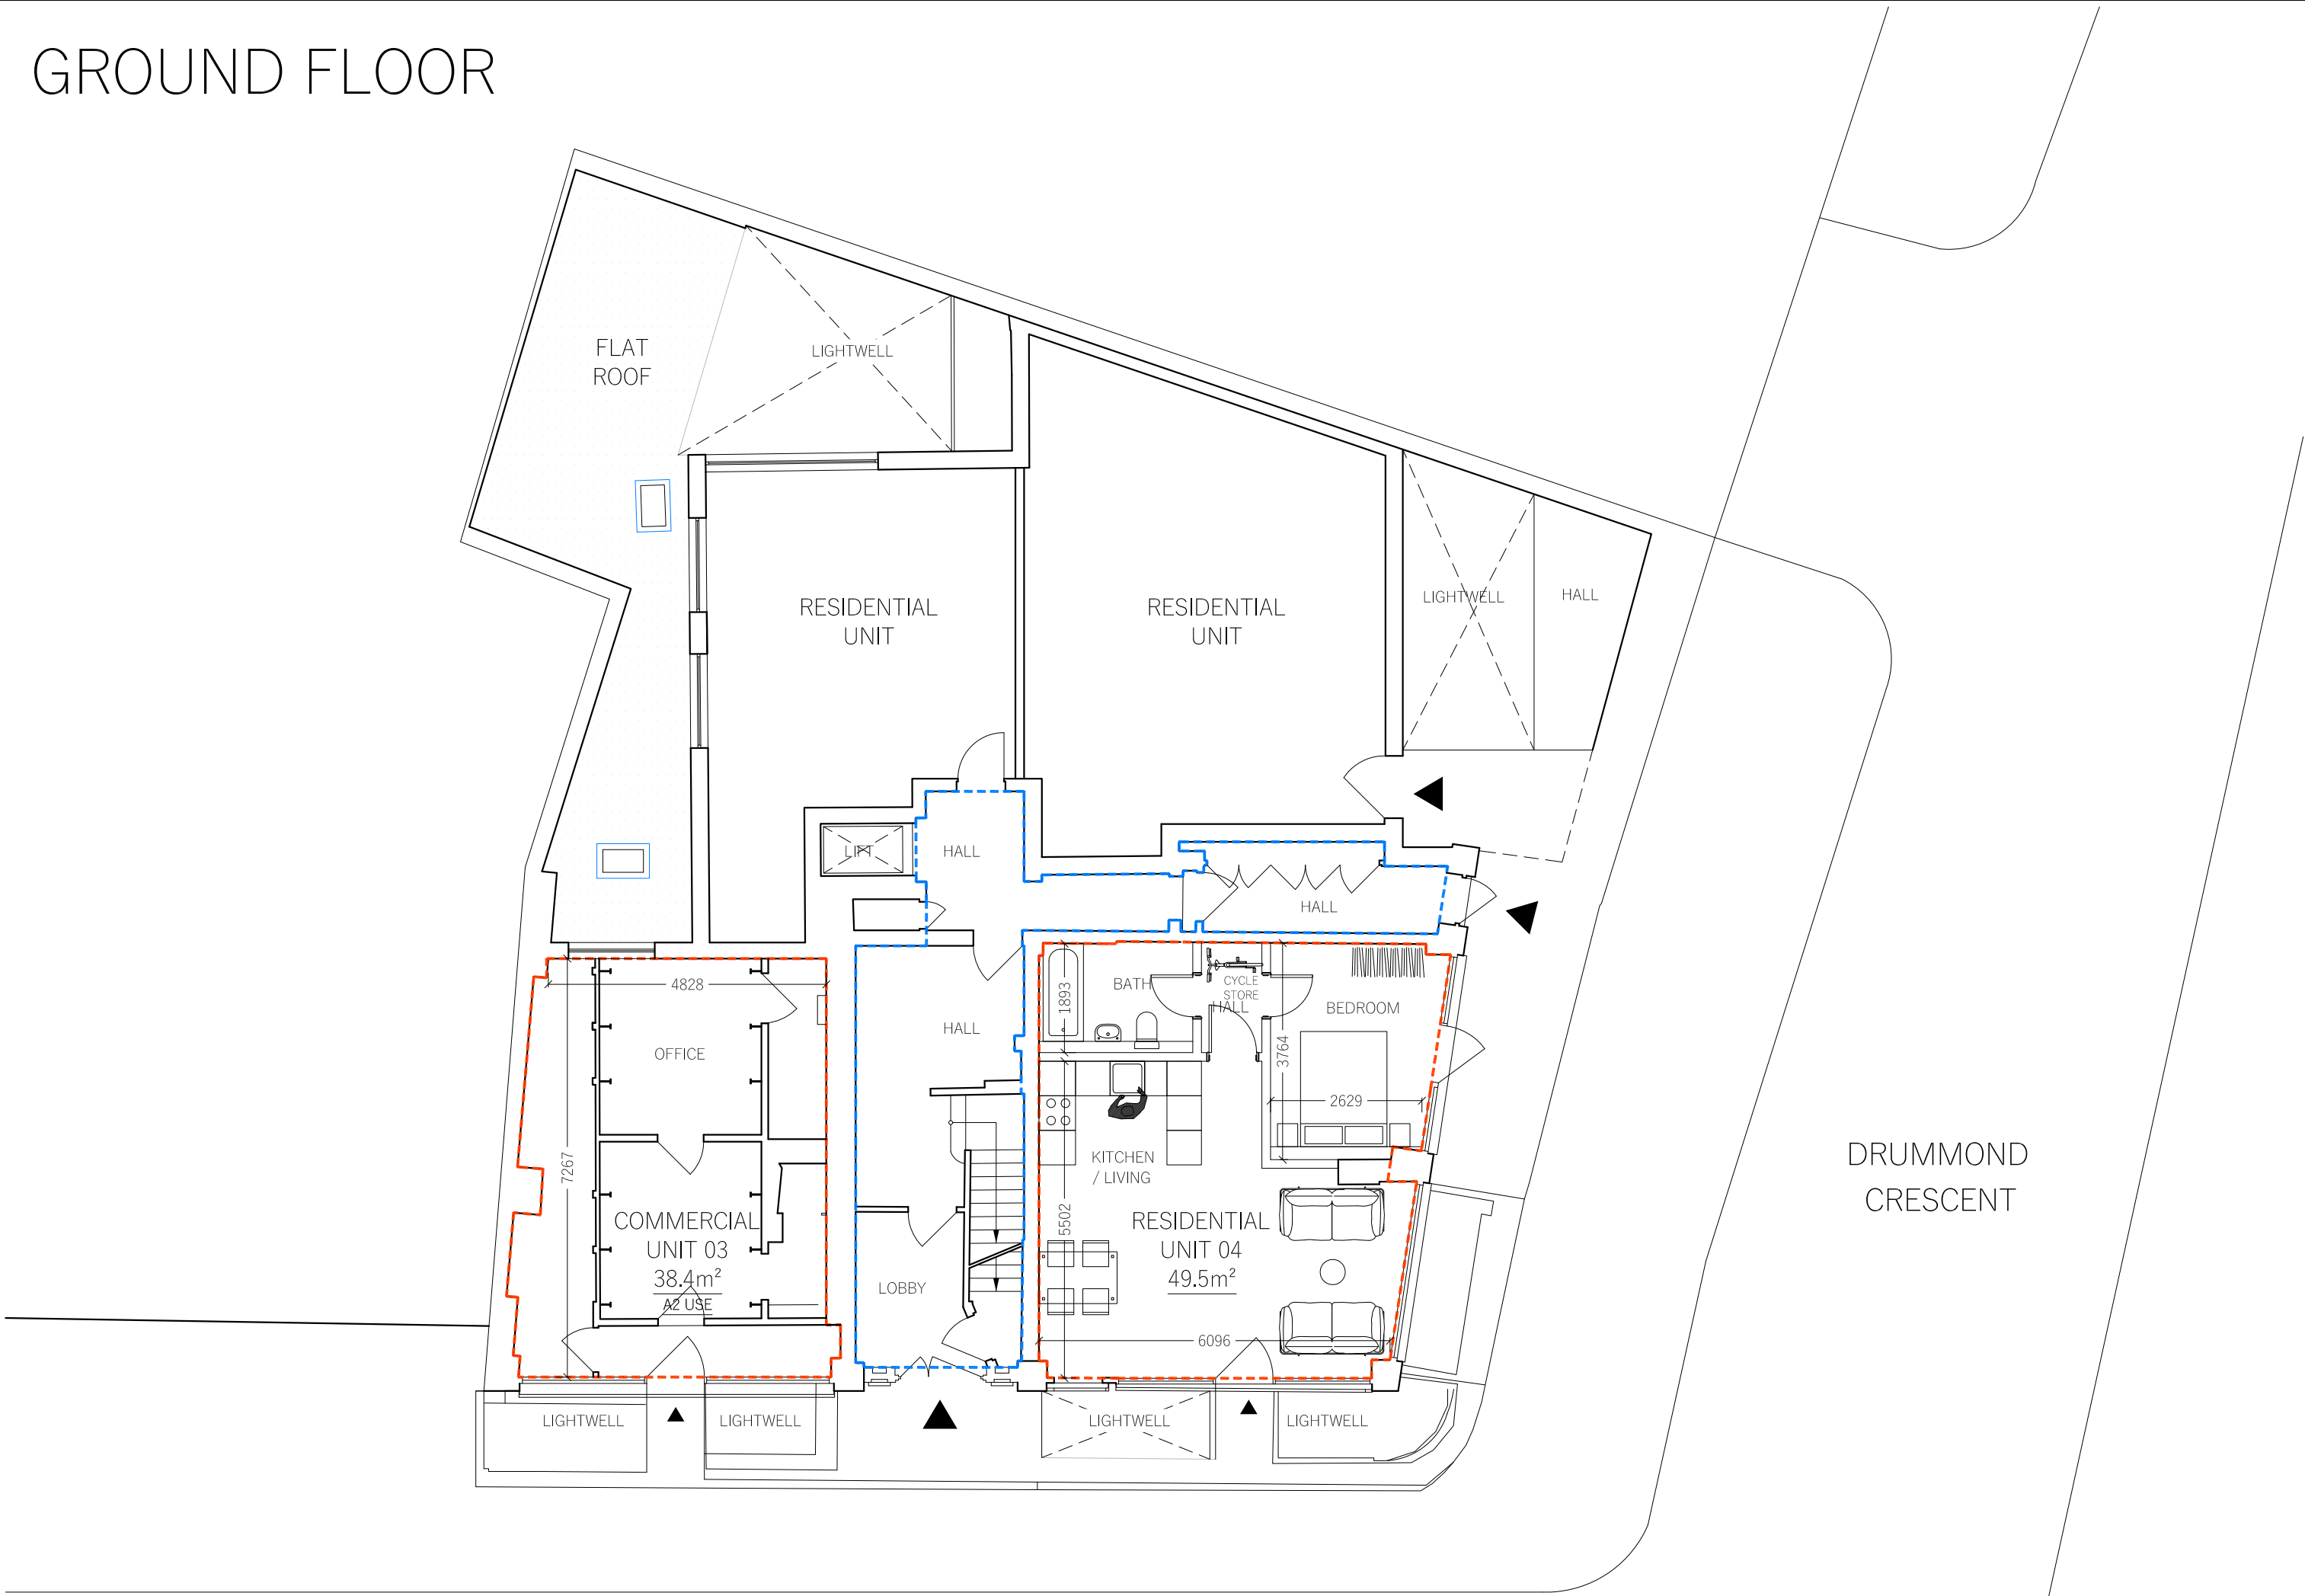 GROUND FLOOR
FLAT
ROOF
LIGHTWELL
RESIDENTIAL
UNIT
RESIDENTIAL
UNIT
LIGHTWELL
HALL
LIFT
HALL
HALL
4828
OFFICE
7267
COMMERCIAL
UNIT 03
38.4m²
A2 USE
HALL
LOBBY
1893
BATH
CYCLE
STORE
HALL
BEDROOM
3764
2629
KITCHEN
/ LIVING
5502
RESIDENTIAL
UNIT 04
49.5m²
6096
DRUMMOND
CRESCENT
LIGHTWELL
LIGHTWELL
LIGHTWELL
LIGHTWELL